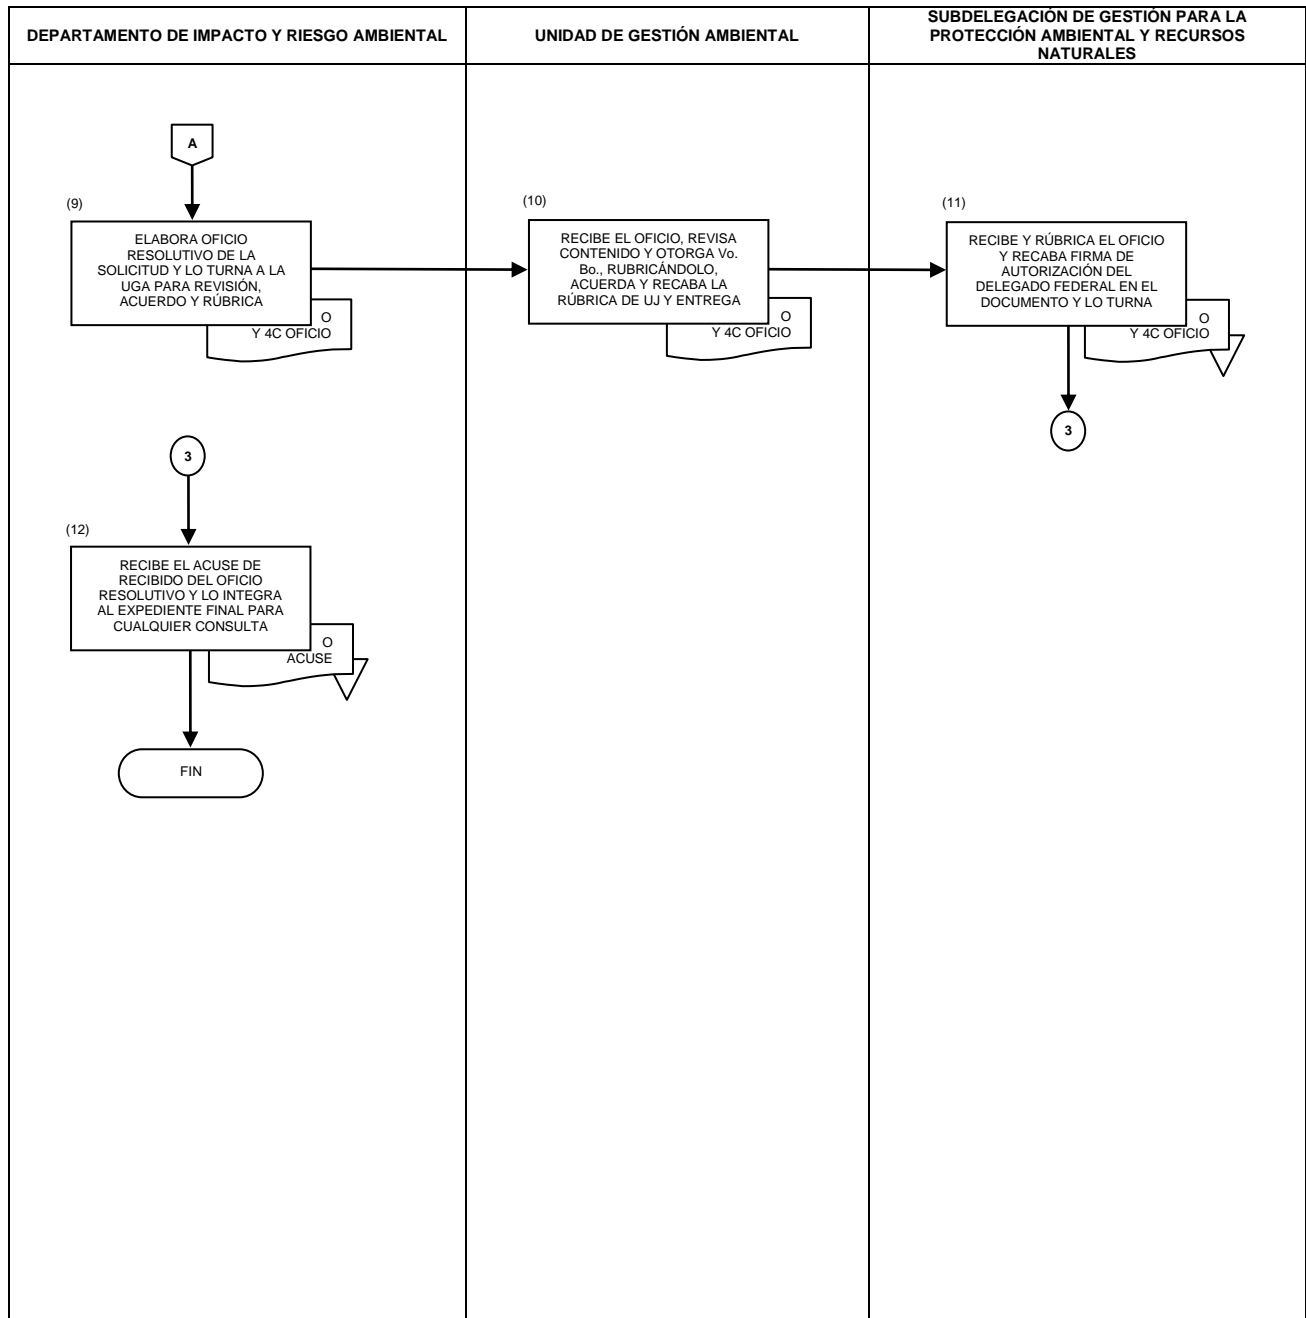 DEPARTAMENTO DE IMPACTO Y RIESGO AMBIENTAL
UNIDAD DE GESTIÓN AMBIENTAL
SUBDELEGACIÓN DE GESTIÓN PARA LA
PROTECCIÓN AMBIENTAL Y RECURSOS
NATURALES
A
(9)
ELABORA OFICIO
RESOLUTIVO DE LA
SOLICITUD Y LO TURNA A LA
UGA PARA REVISIÓN,
ACUERDO Y RÚBRICA
O
Y 4C OFICIO
(10)
RECIBE EL OFICIO, REVISA
CONTENIDO Y OTORGA Vo.
Bo., RUBRICÁNDOLO,
ACUERDA Y RECABA LA
RÚBRICA DE UJ Y ENTREGA
O
Y 4C OFICIO
(11)
RECIBE Y RÚBRICA EL OFICIO
Y RECABA FIRMA DE
AUTORIZACIÓN DEL
DELEGADO FEDERAL EN EL
DOCUMENTO Y LO TURNA
O
Y 4C OFICIO
3
3
(12)
RECIBE EL ACUSE DE
RECIBIDO DEL OFICIO
RESOLUTIVO Y LO INTEGRA
AL EXPEDIENTE FINAL PARA
CUALQUIER CONSULTA
O
ACUSE
FIN